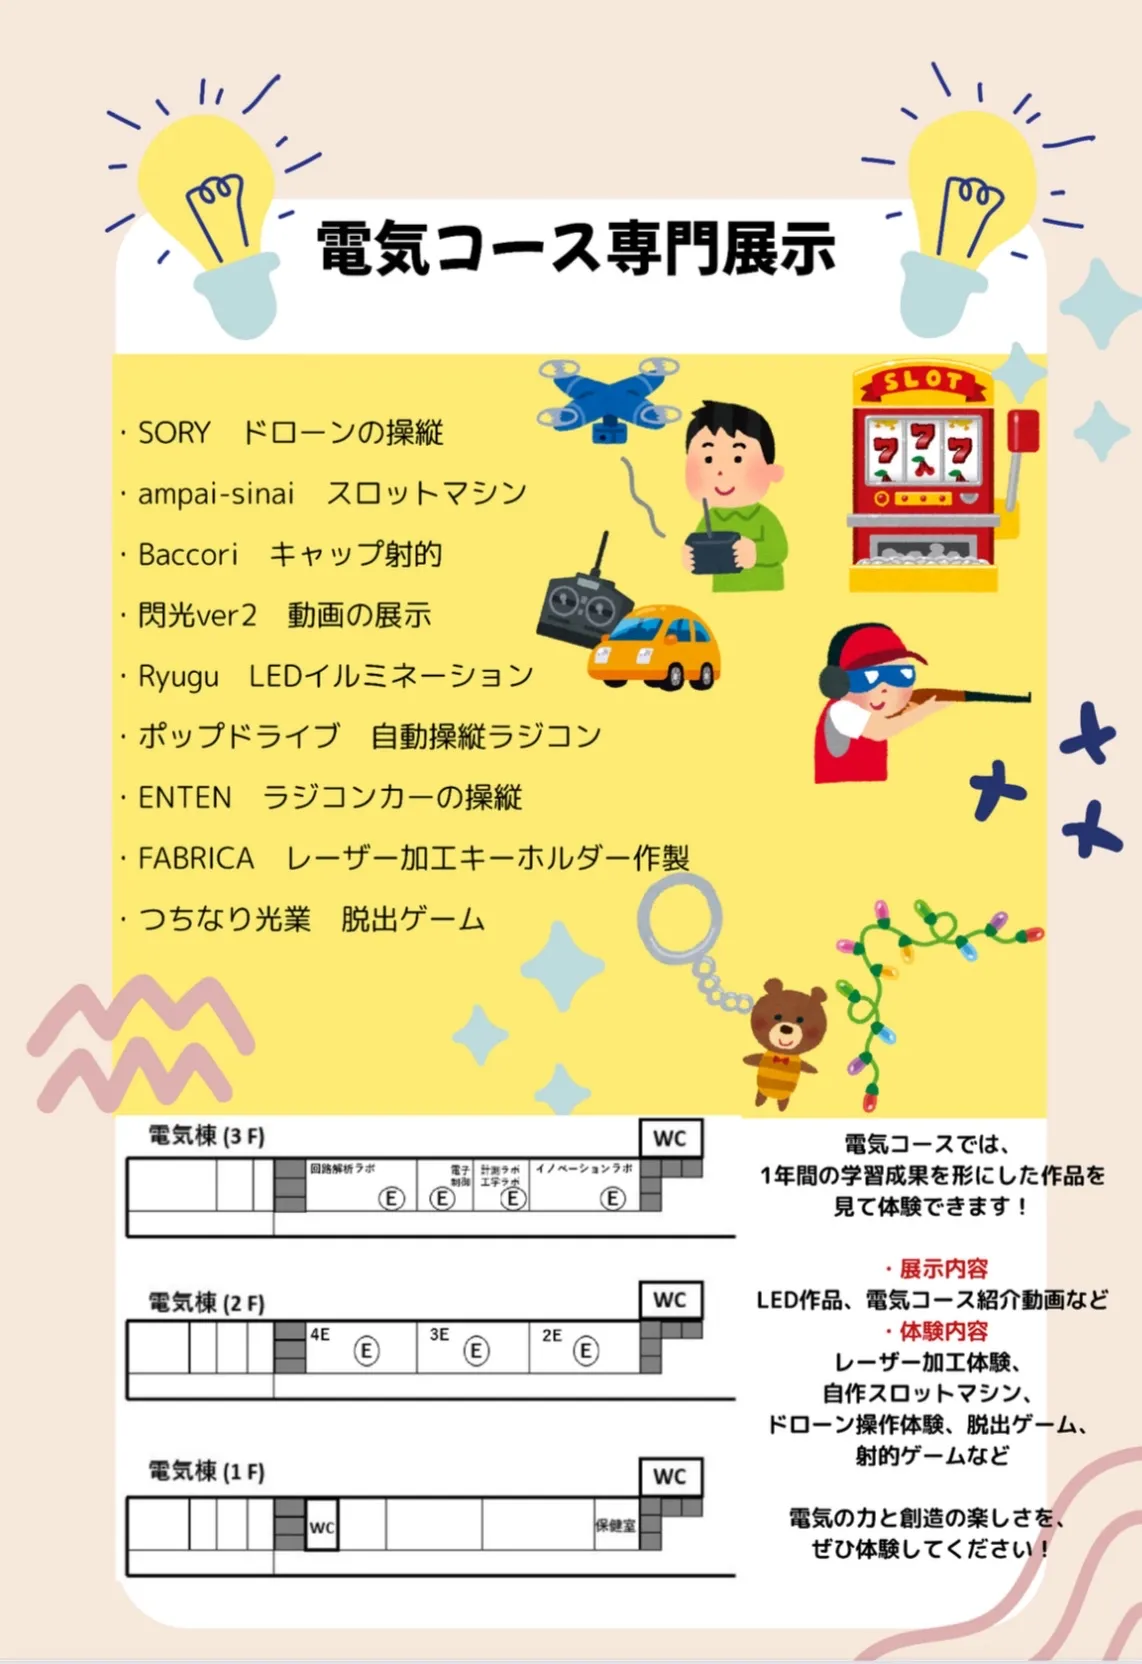 電気コース専門展示
SLOT
777
・SORY　ドローンの操縦
・ampai-sinai　スロットマシン
・Baccori　キャップ射的
・閃光ver2　動画の展示
・Ryugu　LEDイルミネーション
・ポップドライブ　自動操縦ラジコン
・ENTEN　ラジコンカーの操縦
・FABRICA　レーザー加工キーホルダー作製
・つちなり光業　脱出ゲーム
電気棟 (3 F)
WC
回路解析ラボ
E
電子
制御
E
計測ラボ
工学ラボ
E
イノベーションラボ
E
電気棟 (2 F)
WC
4E
E
3E
E
2E
E
電気棟 (1 F)
WC
WC
保健室
電気コースでは、
1年間の学習成果を形にした作品を
見て体験できます！
・展示内容
LED作品、電気コース紹介動画など
・体験内容
レーザー加工体験、
自作スロットマシン、
ドローン操作体験、脱出ゲーム、
射的ゲームなど
電気の力と創造の楽しさを、
ぜひ体験してください！